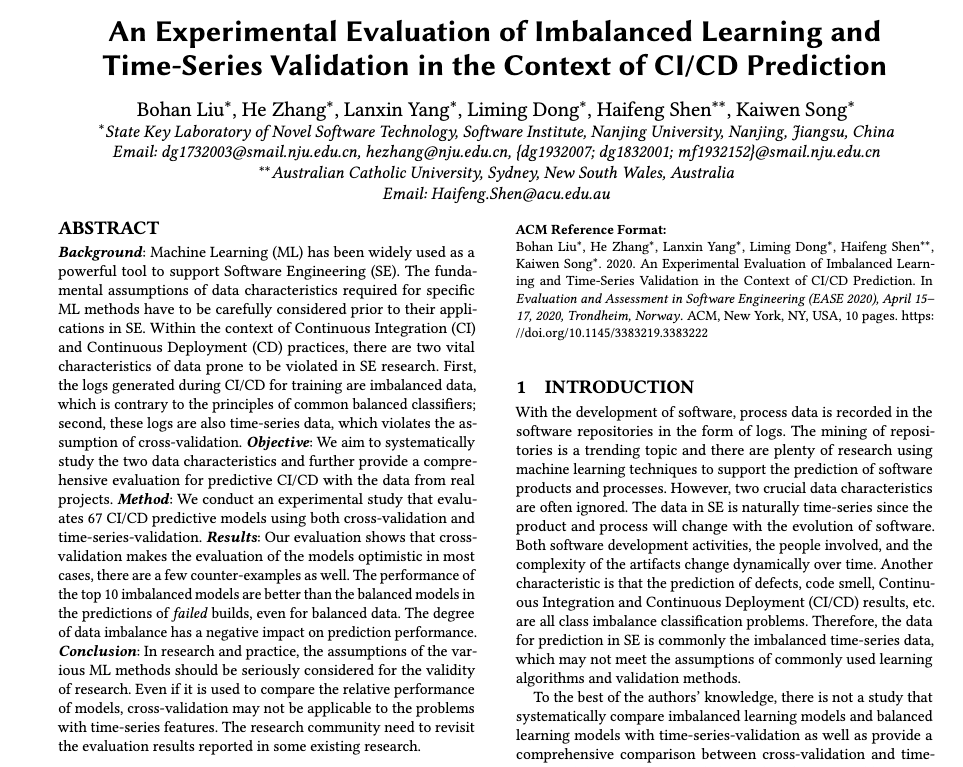 An Experimental Evaluation of Imbalanced Learning and
Time-Series Validation in the Context of CI/CD Prediction
Bohan Liu*, He Zhang*, Lanxin Yang*, Liming Dong*, Haifeng Shen**, Kaiwen Song*
*State Key Laboratory of Novel Software Technology, Software Institute, Nanjing University, Nanjing, Jiangsu, China
Email: dg1732003@smail.nju.edu.cn, hezhang@nju.edu.cn, {dg1932007; dg1832001; mf1932152}@smail.nju.edu.cn
**Australian Catholic University, Sydney, New South Wales, Australia
Email: Haifeng.Shen@acu.edu.au
ABSTRACT
Background: Machine Learning (ML) has been widely used as a
powerful tool to support Software Engineering (SE). The funda-
mental assumptions of data characteristics required for specific
ML methods have to be carefully considered prior to their appli-
cations in SE. Within the context of Continuous Integration (CI)
and Continuous Deployment (CD) practices, there are two vital
characteristics of data prone to be violated in SE research. First,
the logs generated during CI/CD for training are imbalanced data,
which is contrary to the principles of common balanced classifiers;
second, these logs are also time-series data, which violates the as-
sumption of cross-validation. Objective: We aim to systematically
study the two data characteristics and further provide a compre-
hensive evaluation for predictive CI/CD with the data from real
projects. Method: We conduct an experimental study that evalu-
ates 67 CI/CD predictive models using both cross-validation and
time-series-validation. Results: Our evaluation shows that cross-
validation makes the evaluation of the models optimistic in most
cases, there are a few counter-examples as well. The performance of
the top 10 imbalanced models are better than the balanced models in
the predictions of failed builds, even for balanced data. The degree
of data imbalance has a negative impact on prediction performance.
Conclusion: In research and practice, the assumptions of the var-
ious ML methods should be seriously considered for the validity
of research. Even if it is used to compare the relative performance
of models, cross-validation may not be applicable to the problems
with time-series features. The research community need to revisit
the evaluation results reported in some existing research.
ACM Reference Format:
Bohan Liu*, He Zhang*, Lanxin Yang*, Liming Dong*, Haifeng Shen**,
Kaiwen Song*. 2020. An Experimental Evaluation of Imbalanced Learn-
ing and Time-Series Validation in the Context of CI/CD Prediction. In
Evaluation and Assessment in Software Engineering (EASE 2020), April 15–
17, 2020, Trondheim, Norway. ACM, New York, NY, USA, 10 pages. https:
//doi.org/10.1145/3383219.3383222
1 INTRODUCTION
With the development of software, process data is recorded in the
software repositories in the form of logs. The mining of reposi-
tories is a trending topic and there are plenty of research using
machine learning techniques to support the prediction of software
products and processes. However, two crucial data characteristics
are often ignored. The data in SE is naturally time-series since the
product and process will change with the evolution of software.
Both software development activities, the people involved, and the
complexity of the artifacts change dynamically over time. Another
characteristic is that the prediction of defects, code smell, Continu-
ous Integration and Continuous Deployment (CI/CD) results, etc.
are all class imbalance classification problems. Therefore, the data
for prediction in SE is commonly the imbalanced time-series data,
which may not meet the assumptions of commonly used learning
algorithms and validation methods.
To the best of the authors' knowledge, there is not a study that
systematically compare imbalanced learning models and balanced
learning models with time-series-validation as well as provide a
comprehensive comparison between cross-validation and time-